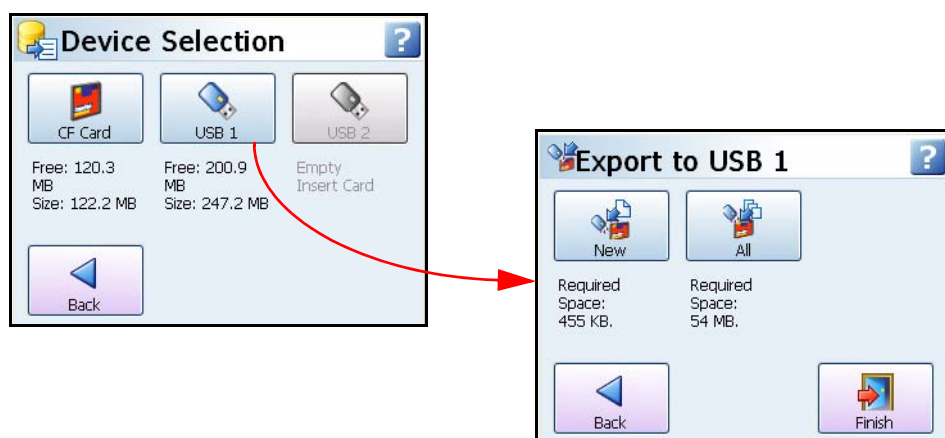 Device Selection
?
CF Card
USB 1
USB 2
Free: 120.3
MB
Size: 122.2 MB
Free: 200.9
MB
Size: 247.2 MB
Empty
Insert Card
Back
Export to USB 1
?
New
All
Required
Space:
455 KB.
Required
Space:
54 MB.
Back
Finish